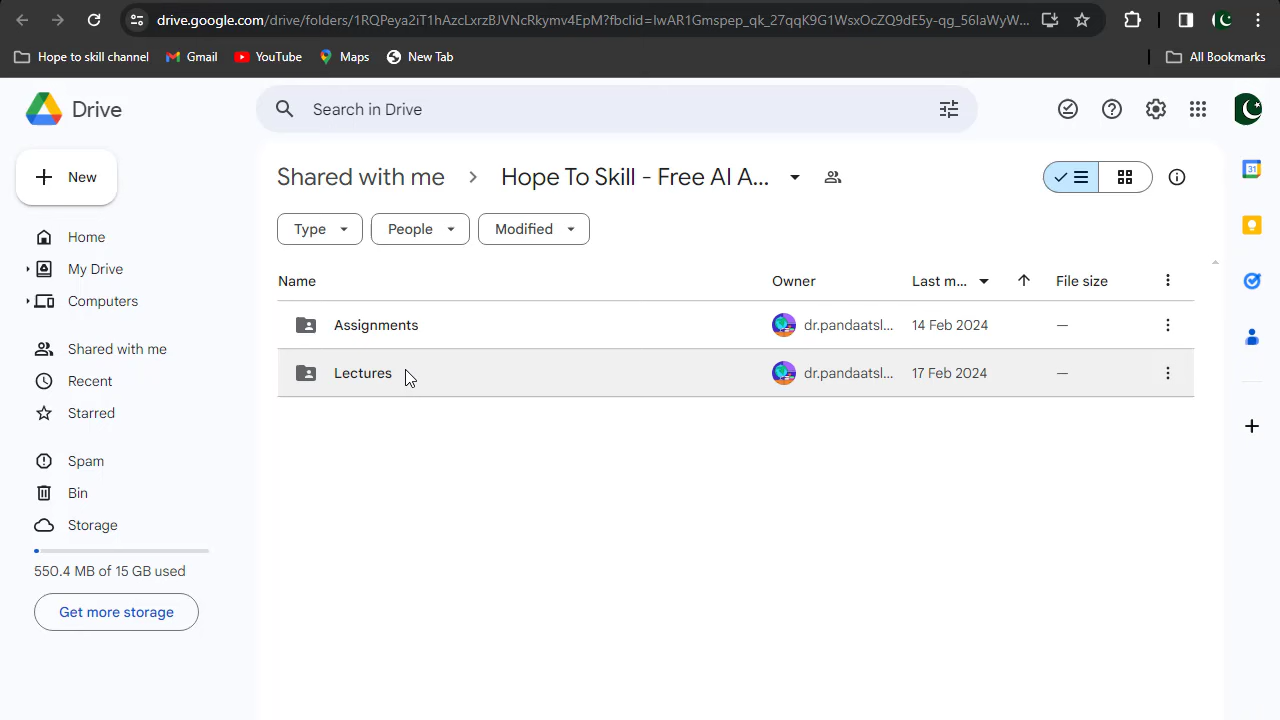 drive.google.com/drive/folders/1RQPeya2iT1hAzcLxrzBJVNcRkymv4EpM?fbclid=IwAR1Gmspep_qk_27qqK9G1WsxOcZQ9dE5y-qg_56IaWyW...
Hope to skill channel
Gmail
YouTube
Maps
New Tab
All Bookmarks
Drive
Search in Drive
New
Shared with me
Hope To Skill - Free AI A...
Type
People
Modified
Home
My Drive
Computers
Shared with me
Recent
Starred
Spam
Bin
Storage
550.4 MB of 15 GB used
Get more storage
Name Owner Last m... File size
Assignments dr.pandaatsl... 14 Feb 2024 —
Lectures dr.pandaatsl... 17 Feb 2024 —
31